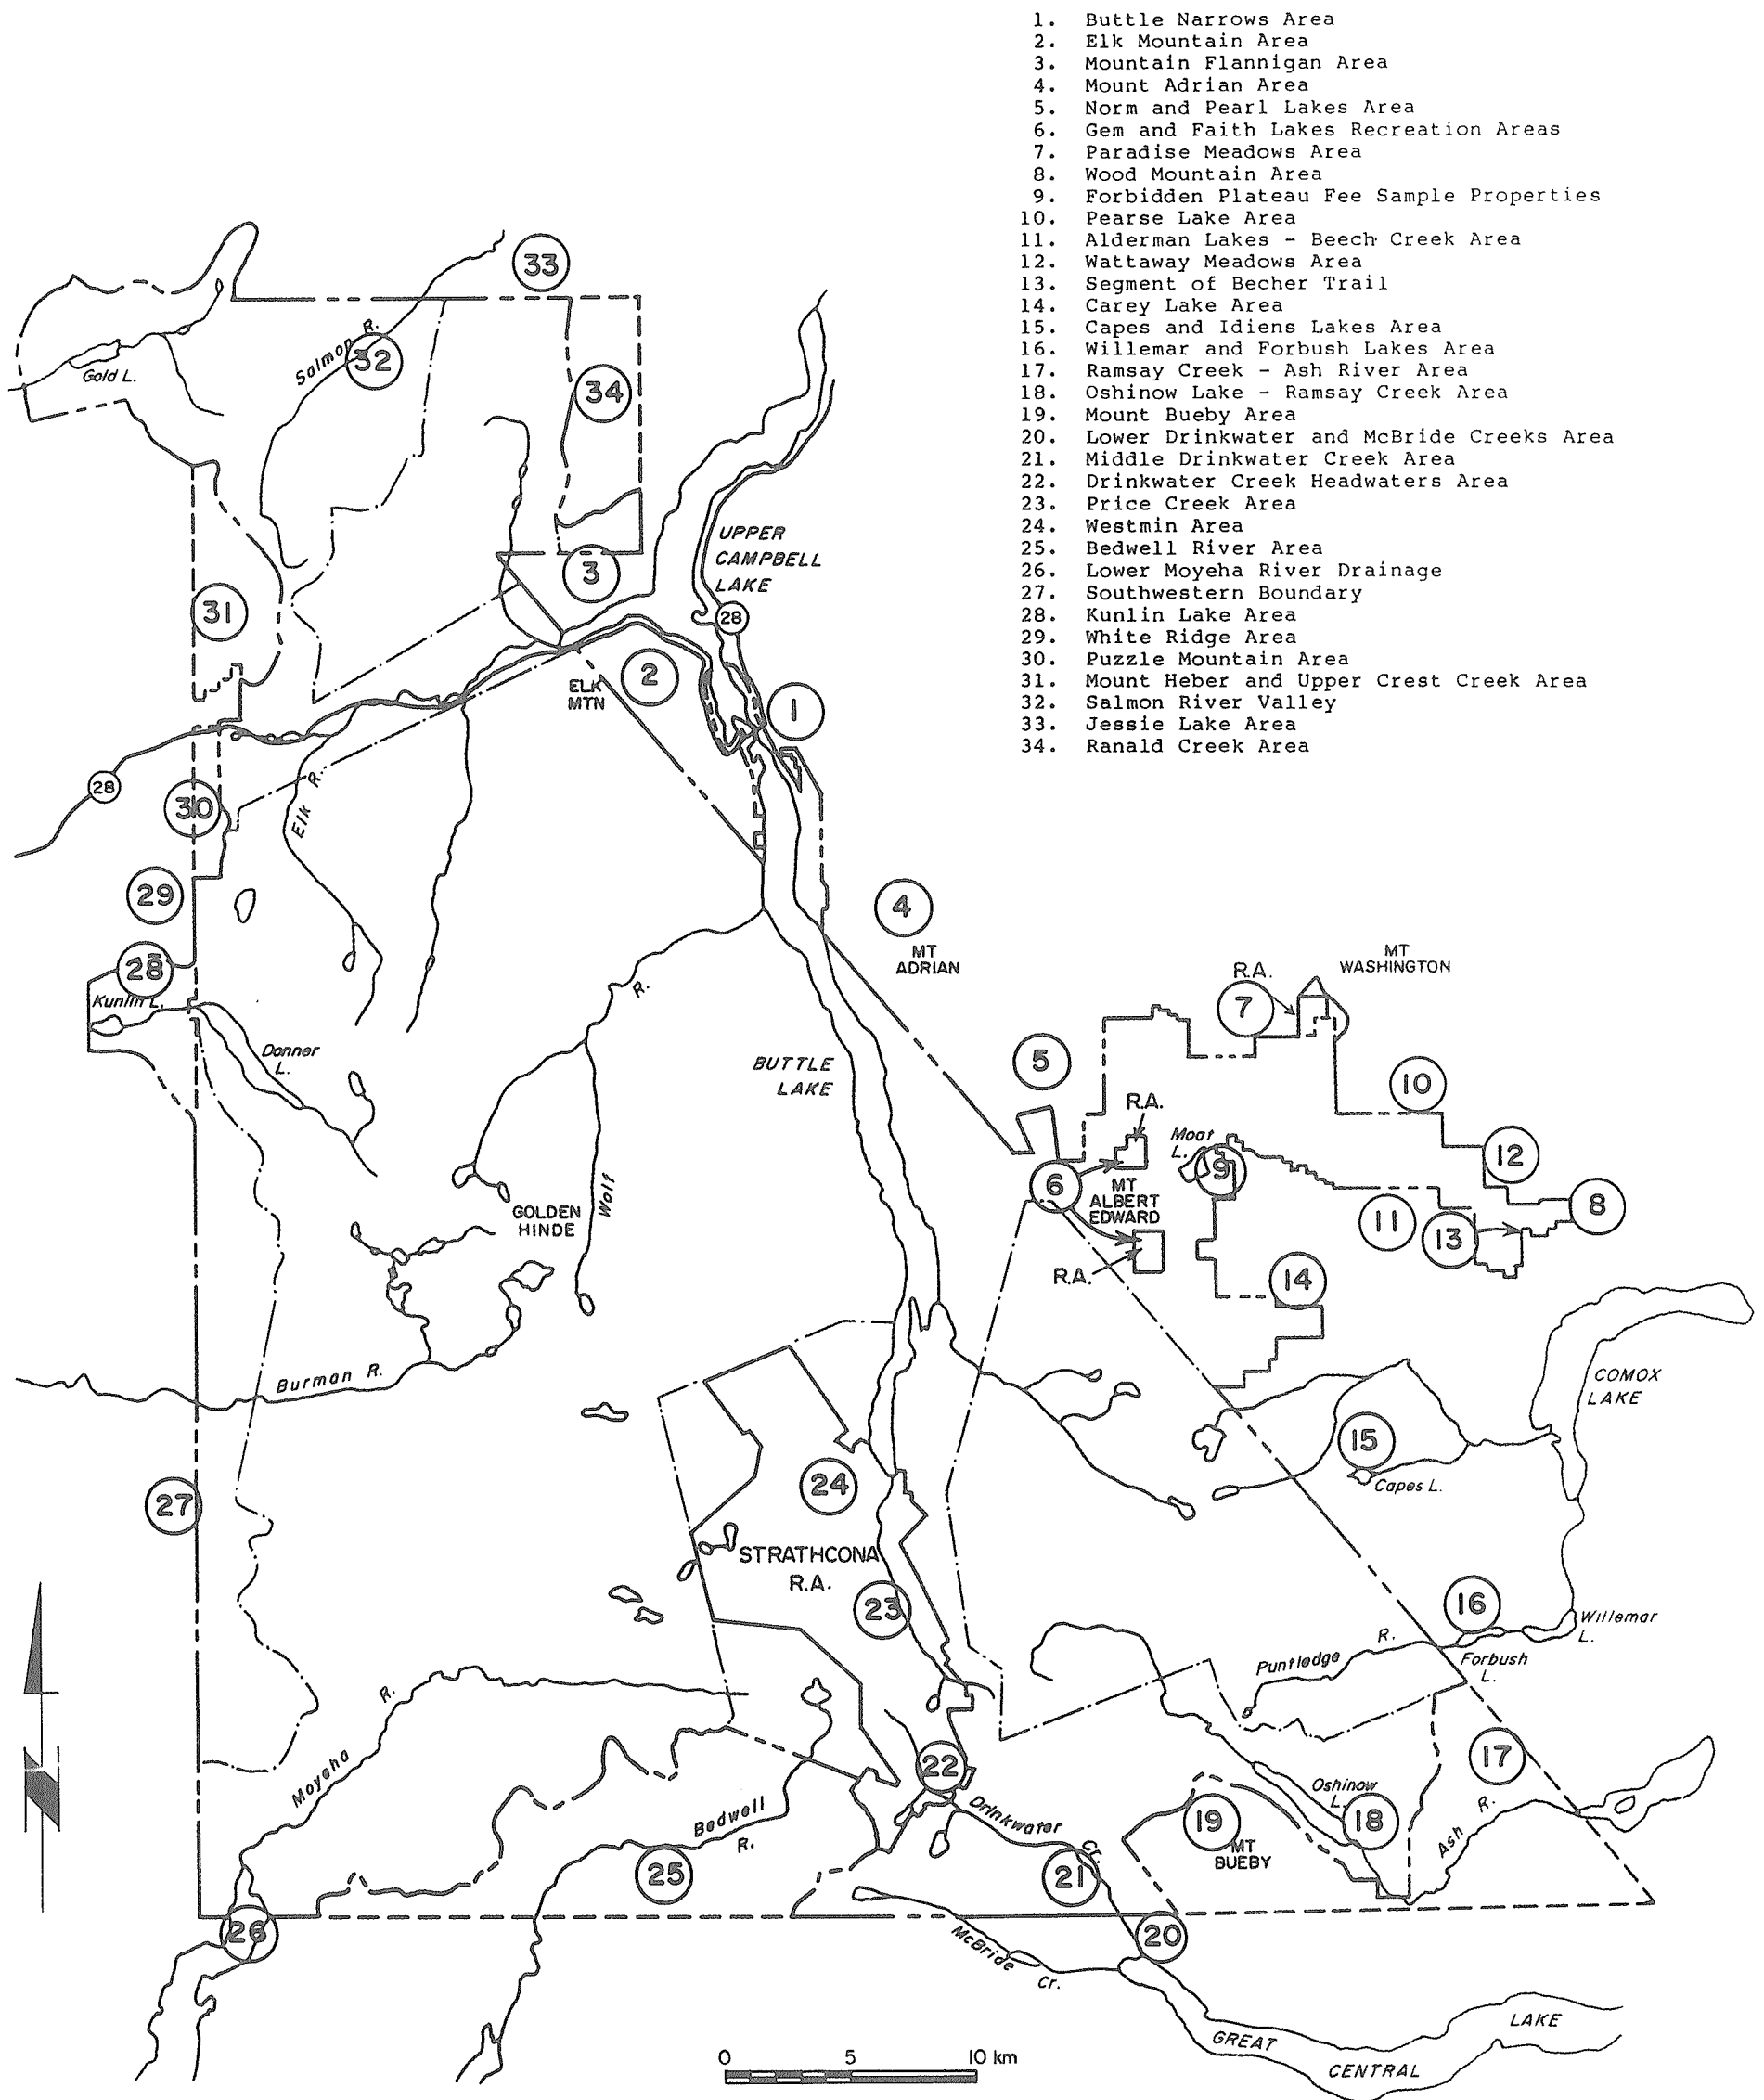 1. Buttle Narrows Area
2. Elk Mountain Area
3. Mountain Flannigan Area
4. Mount Adrian Area
5. Norm and Pearl Lakes Area
6. Gem and Faith Lakes Recreation Areas
7. Paradise Meadows Area
8. Wood Mountain Area
9. Forbidden Plateau Fee Sample Properties
10. Pearse Lake Area
11. Alderman Lakes - Beech Creek Area
12. Wattaway Meadows Area
13. Segment of Becher Trail
14. Carey Lake Area
15. Capes and Idiens Lakes Area
16. Willemar and Forbush Lakes Area
17. Ramsay Creek - Ash River Area
18. Oshinow Lake - Ramsay Creek Area
19. Mount Bueby Area
20. Lower Drinkwater and McBride Creeks Area
21. Middle Drinkwater Creek Area
22. Drinkwater Creek Headwaters Area
23. Price Creek Area
24. Westmin Area
25. Bedwell River Area
26. Lower Moyeha River Drainage
27. Southwestern Boundary
28. Kunlin Lake Area
29. White Ridge Area
30. Puzzle Mountain Area
31. Mount Heber and Upper Crest Creek Area
32. Salmon River Valley
33. Jessie Lake Area
34. Ranald Creek Area
33
Salmon R.
32
Gold L.
34
UPPER
CAMPBELL
LAKE
3
31
28
2
ELK
MTN
1
28
30
Elk R.
29
4
MT
ADRIAN
28
Kunlin L.
MT
WASHINGTON
R.A.
7
Donner
L.
R.
BUTTLE
LAKE
5
10
R.A.
Moat
L.
9
12
6
MT
ALBERT
EDWARD
Wolf
GOLDEN
HINDE
11
13
8
R.A.
14
Burman R.
COMOX
LAKE
15
Capes L.
24
27
STRATHCONA
R.A.
23
16
Willemar
L.
Puntledge R.
Forbush
L.
Moyeha R.
22
17
Oshinow
L.
Drinkwater Cr.
Bedwell
R.
18
19
MT
BUEBY
Ash R.
25
21
26
20
McBride Cr.
N
GREAT
CENTRAL
LAKE
0 5 10 km